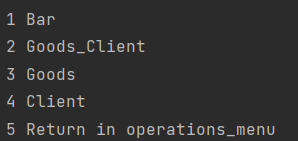 1 Bar
2 Goods_Client
3 Goods
4 Client
5 Return in operations_menu